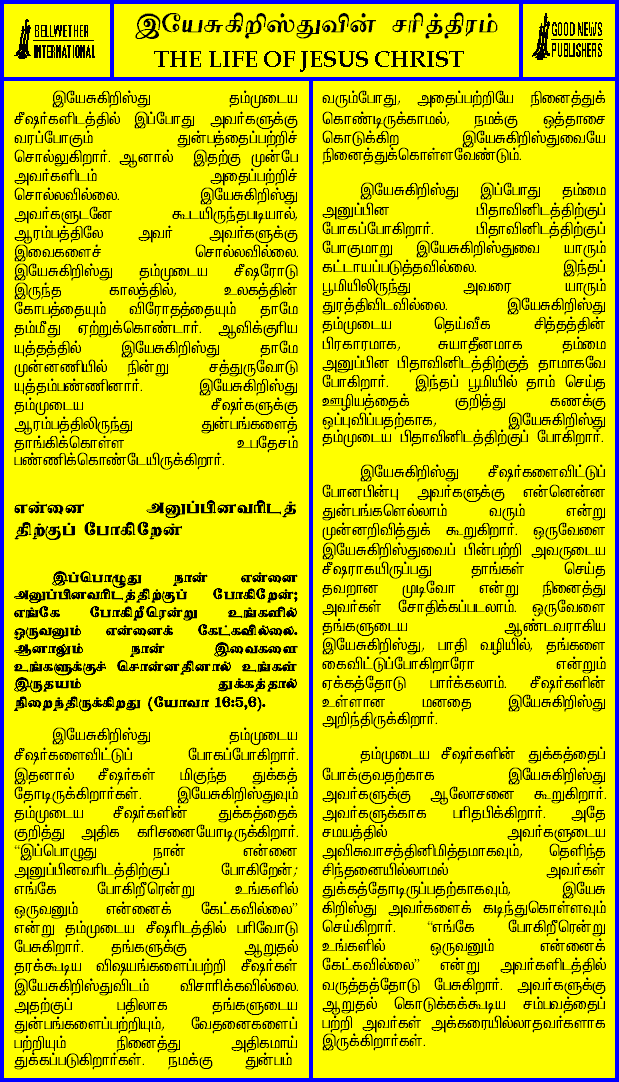 BELLWETHER
INTERNATIONAL
இயேசுகிறிஸ்துவின் சரித்திரம்
THE LIFE OF JESUS CHRIST
GOOD NEWS
PUBLISHERS
இயேசுகிறிஸ்து தம்முடைய
சீஷர்களிடத்தில் இப்போது அவர்களுக்கு
வரப்போகும் துன்பத்தைப்பற்றிச்
சொல்லுகிறார். ஆனால் இதற்கு முன்பே
அவர்களிடம் அதைப்பற்றிச்
சொல்லவில்லை. இயேசுகிறிஸ்து
அவர்களுடனே கூடயிருந்தபடியால்,
ஆரம்பத்திலே அவர் அவர்களுக்கு
இவைகளைச் சொல்லவில்லை.
இயேசுகிறிஸ்து தம்முடைய சீஷரோடு
இருந்த காலத்தில், உலகத்தின்
கோபத்தையும் விரோதத்தையும் தாமே
தம்மீது ஏற்றுக்கொண்டார். ஆவிக்குரிய
யுத்தத்தில் இயேசுகிறிஸ்து தாமே
முன்னணியில் நின்று சத்துருவோடு
யுத்தம்பண்ணினார். இயேசுகிறிஸ்து
தம்முடைய சீஷர்களுக்கு
ஆரம்பத்திலிருந்து துன்பங்களைத்
தாங்கிக்கொள்ள உபதேசம்
பண்ணிக்கொண்டேயிருக்கிறார்.
என்னை அனுப்பினவரிடத்
திற்குப் போகிறேன்
இப்பொழுது நான் என்னை
அனுப்பினவரிடத்திற்குப் போகிறேன்;
எங்கே போகிறீரென்று உங்களில்
ஒருவனும் என்னைக் கேட்கவில்லை.
ஆனாலும் நான் இவைகளை
உங்களுக்குச் சொன்னதினால் உங்கள்
இருதயம் துக்கத்தால்
நிறைந்திருக்கிறது (யோவா 16:5,6).
இயேசுகிறிஸ்து தம்முடைய
சீஷர்களைவிட்டுப் போகப்போகிறார்.
இதனால் சீஷர்கள் மிகுந்த துக்கத்
தோடிருக்கிறார்கள். இயேசுகிறிஸ்துவும்
தம்முடைய சீஷர்களின் துக்கத்தைக்
குறித்து அதிக கரிசனையோடிருக்கிறார்.
“இப்பொழுது நான் என்னை
அனுப்பினவரிடத்திற்குப் போகிறேன்;
எங்கே போகிறீரென்று உங்களில்
ஒருவனும் என்னைக் கேட்கவில்லை”
என்று தம்முடைய சீஷரிடத்தில் பரிவோடு
பேசுகிறார். தங்களுக்கு ஆறுதல்
தரக்கூடிய விஷயங்களைப்பற்றி சீஷர்கள்
இயேசுகிறிஸ்துவிடம் விசாரிக்கவில்லை.
அதற்குப் பதிலாக தங்களுடைய
துன்பங்களைப்பற்றியும், வேதனைகளைப்
பற்றியும் நினைத்து அதிகமாய்
துக்கப்படுகிறார்கள். நமக்கு துன்பம்
வரும்போது, அதைப்பற்றியே நினைத்துக்
கொண்டிருக்காமல், நமக்கு ஒத்தாசை
கொடுக்கிற இயேசுகிறிஸ்துவையே
நினைத்துக்கொள்ளவேண்டும்.
இயேசுகிறிஸ்து இப்போது தம்மை
அனுப்பின பிதாவினிடத்திற்குப்
போகப்போகிறார். பிதாவினிடத்திற்குப்
போகுமாறு இயேசுகிறிஸ்துவை யாரும்
கட்டாயப்படுத்தவில்லை. இந்தப்
பூமியிலிருந்து அவரை யாரும்
துரத்திவிடவில்லை. இயேசுகிறிஸ்து
தம்முடைய தெய்வீக சித்தத்தின்
பிரகாரமாக, சுயாதீனமாக தம்மை
அனுப்பின பிதாவினிடத்திற்குத் தாமாகவே
போகிறார். இந்தப் பூமியில் தாம் செய்த
ஊழியத்தைக் குறித்து கணக்கு
ஒப்புவிப்பதற்காக, இயேசுகிறிஸ்து
தம்முடைய பிதாவினிடத்திற்குப் போகிறார்.
இயேசுகிறிஸ்து சீஷர்களைவிட்டுப்
போனபின்பு அவர்களுக்கு என்னென்ன
துன்பங்களெல்லாம் வரும் என்று
முன்னறிவித்துக் கூறுகிறார். ஒருவேளை
இயேசுகிறிஸ்துவைப் பின்பற்றி அவருடைய
சீஷராகயிருப்பது தாங்கள் செய்த
தவறான முடிவோ என்று நினைத்து
அவர்கள் சோதிக்கப்படலாம். ஒருவேளை
தங்களுடைய ஆண்டவராகிய
இயேசுகிறிஸ்து, பாதி வழியில், தங்களை
கைவிட்டுப்போகிறாரோ என்றும்
ஏக்கத்தோடு பார்க்கலாம். சீஷர்களின்
உள்ளான மனதை இயேசுகிறிஸ்து
அறிந்திருக்கிறார்.
தம்முடைய சீஷர்களின் துக்கத்தைப்
போக்குவதற்காக இயேசுகிறிஸ்து
அவர்களுக்கு ஆலோசனை கூறுகிறார்.
அவர்களுக்காக பரிதபிக்கிறார். அதே
சமயத்தில் அவர்களுடைய
அவிசுவாசத்தினிமித்தமாகவும், தெளிந்த
சிந்தனையில்லாமல் அவர்கள்
துக்கத்தோடிருப்பதற்காகவும், இயேசு
கிறிஸ்து அவர்களைக் கடிந்துகொள்ளவும்
செய்கிறார். “எங்கே போகிறீரென்று
உங்களில் ஒருவனும் என்னைக்
கேட்கவில்லை” என்று அவர்களிடத்தில்
வருத்தத்தோடு பேசுகிறார். அவர்களுக்கு
ஆறுதல் கொடுக்கக்கூடிய சம்பவத்தைப்
பற்றி அவர்கள் அக்கரையில்லாதவர்களாக
இருக்கிறார்கள்.